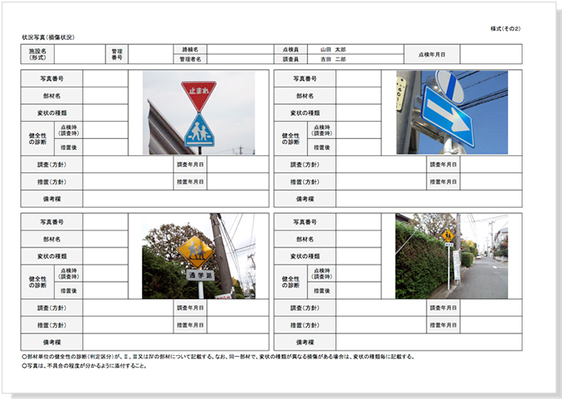 様式(その2)
状況写真(損傷状況)
施設名(形式) 管理番号 路線名 点検員 山田 太郎 点検年月日
管理者名 調査員 吉田 二郎
写真番号
部材名
変状の種類
健全性の診断 点検時(調査時)
措置後
調査(方針) 調査年月日
措置(方針) 措置年月日
備考欄
止まれ
写真番号
部材名
変状の種類
健全性の診断 点検時(調査時)
措置後
調査(方針) 調査年月日
措置(方針) 措置年月日
備考欄
写真番号
部材名
変状の種類
健全性の診断 点検時(調査時)
措置後
調査(方針) 調査年月日
措置(方針) 措置年月日
備考欄
通学路
写真番号
部材名
変状の種類
健全性の診断 点検時(調査時)
措置後
調査(方針) 調査年月日
措置(方針) 措置年月日
備考欄
〇部材単位の健全性の診断(判定区分)が、Ⅱ、Ⅲ又はⅣの部材について記載する。なお、同一部材で、変状の種類が異なる損傷がある場合は、変状の種類毎に記載する。
〇写真は、不具合の程度が分かるように添付すること。